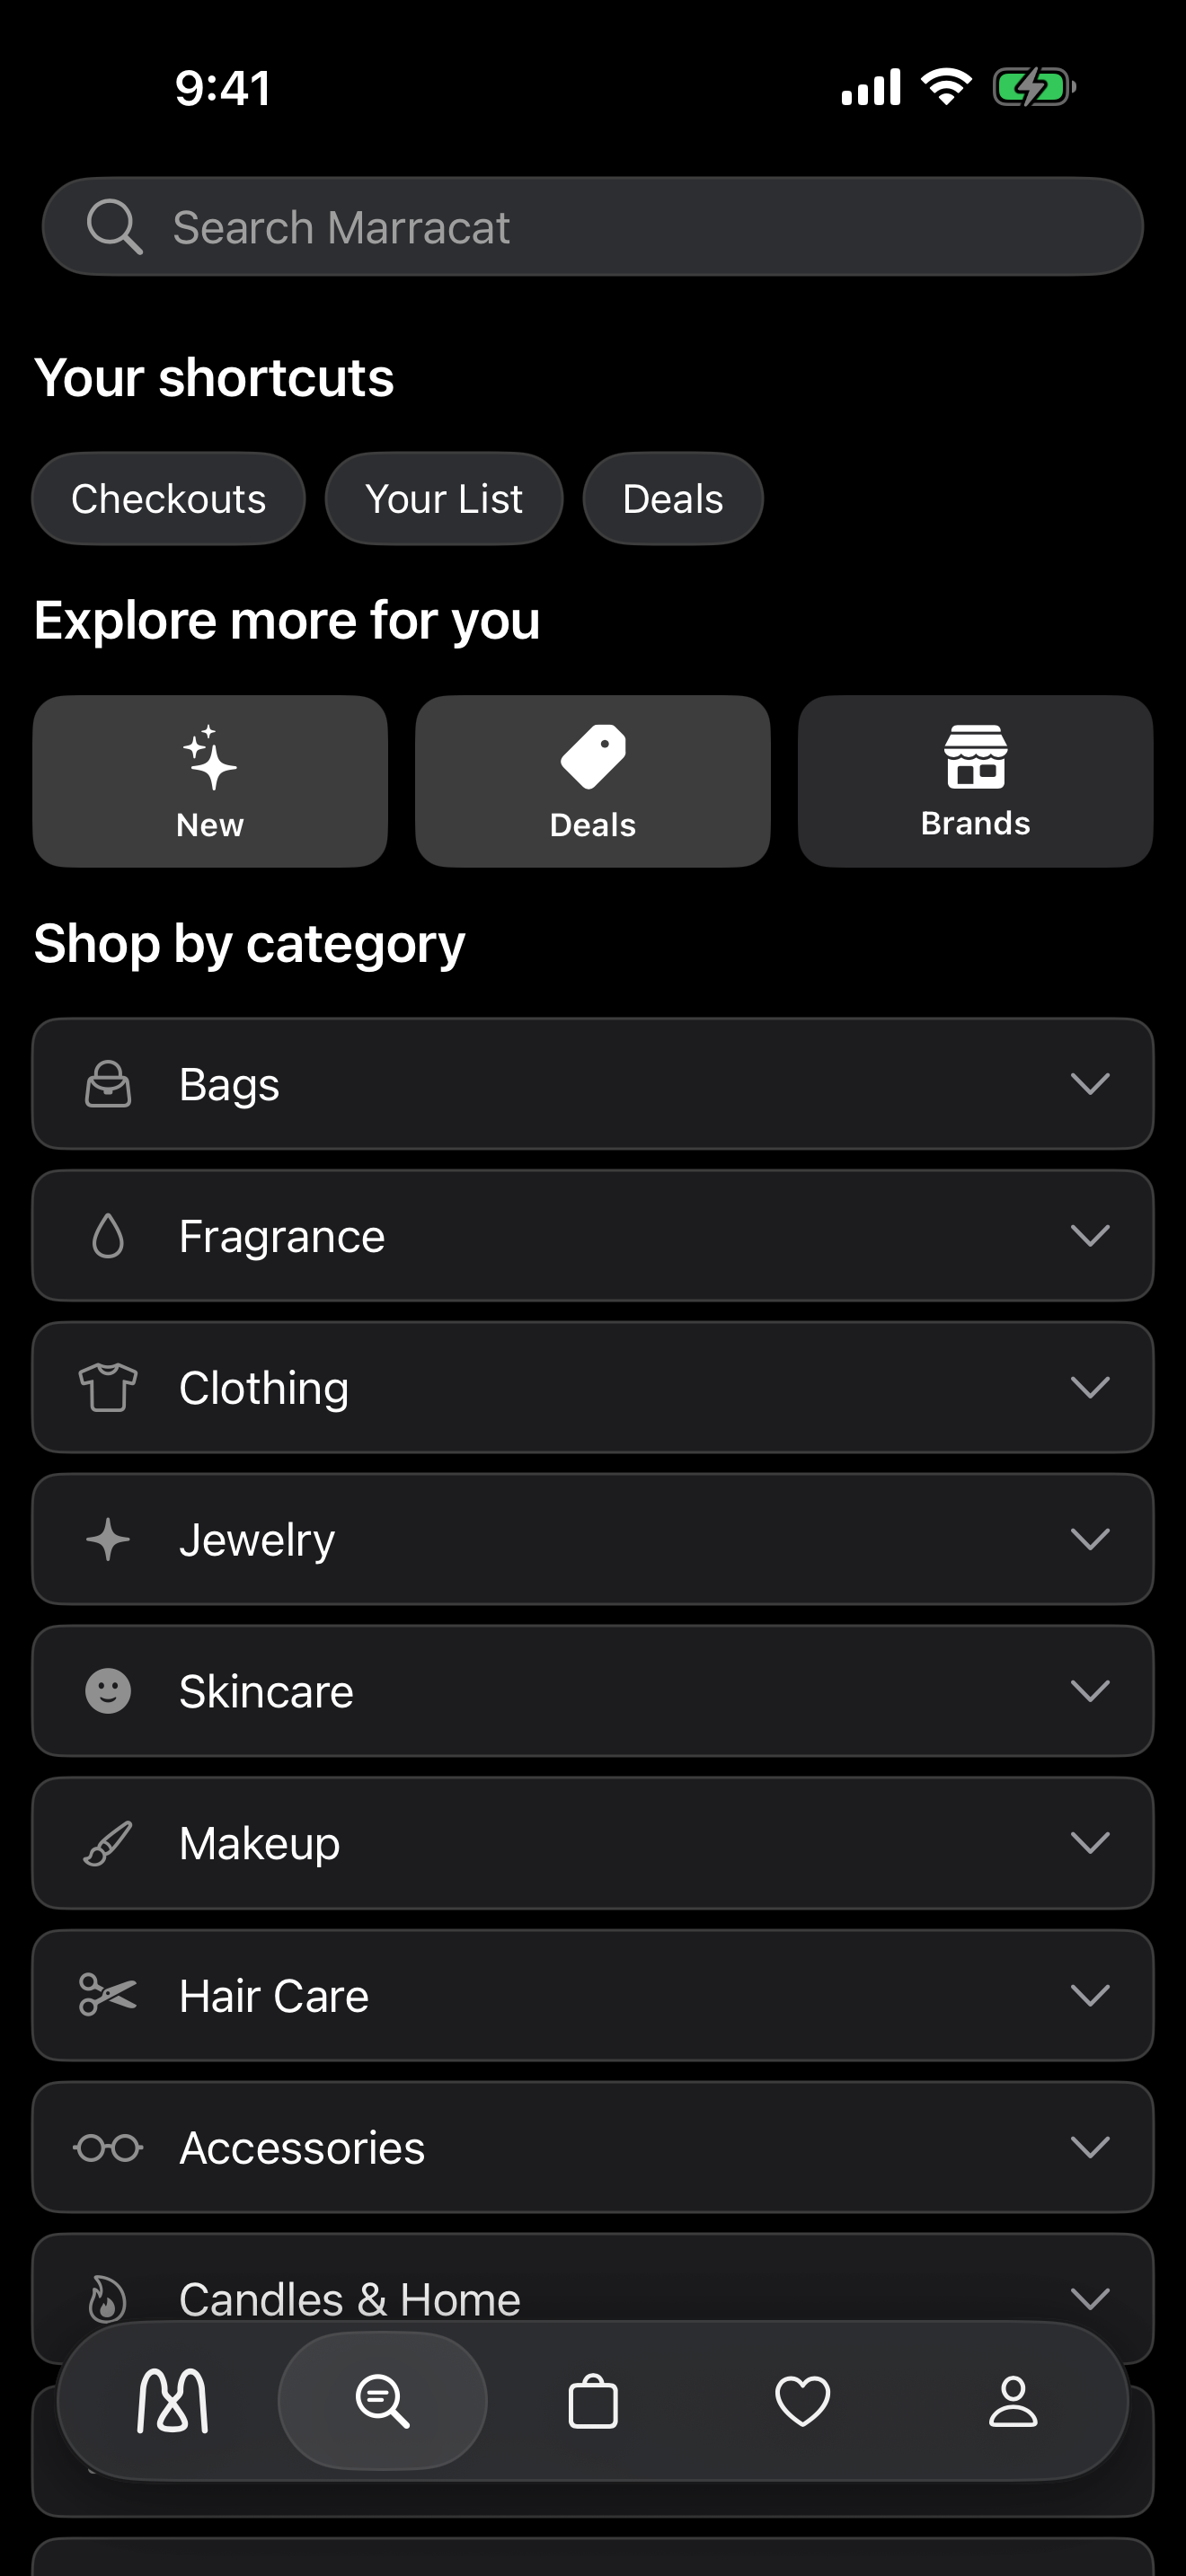 9:41
Search Marracat
Your shortcuts
Checkouts Your List Deals
Explore more for you
New Deals Brands
Shop by category
Bags
Fragrance
Clothing
Jewelry
Skincare
Makeup
Hair Care
Accessories
Candles & Home